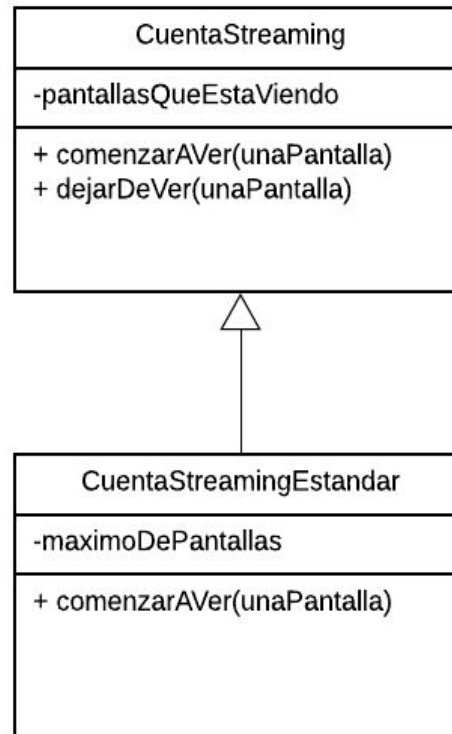 CuentaStreaming
-pantallasQueEstaViendo
+ comenzarAVer(unaPantalla)
+ dejarDeVer(unaPantalla)
CuentaStreamingEstandar
-maximoDePantallas
+ comenzarAVer(unaPantalla)